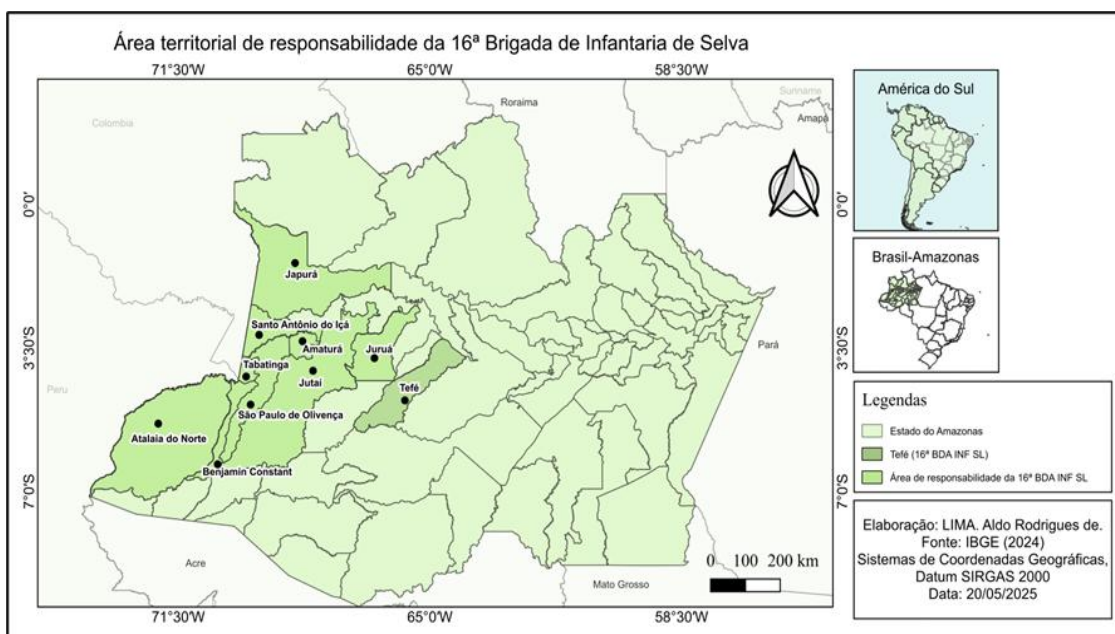 Área territorial de responsabilidade da 16ª Brigada de Infantaria de Selva
71°30'W
65°0'W
58°30'W
Colombia
Roraima
Suriname
Amapá
0°0'
0°0'
Japurá
Santo Antônio do Içá
Amaturá
Juruá
Tabatinga
Jutaí
Tefé
São Paulo de Olivença
Atalaia do Norte
Benjamin Constant
Peru
Pará
3°30'S
3°30'S
7°0'S
7°0'S
Acre
Mato Grosso
0 100 200 km
71°30'W
65°0'W
58°30'W
América do Sul
Brasil-Amazonas
Legendas
Estado do Amazonas
Tefé (16ª BDA INF SL)
Área de responsabilidade da 16ª BDA INF SL
Elaboração: LIMA. Aldo Rodrigues de.
Fonte: IBGE (2024)
Sistemas de Coordenadas Geográficas,
Datum SIRGAS 2000
Data: 20/05/2025